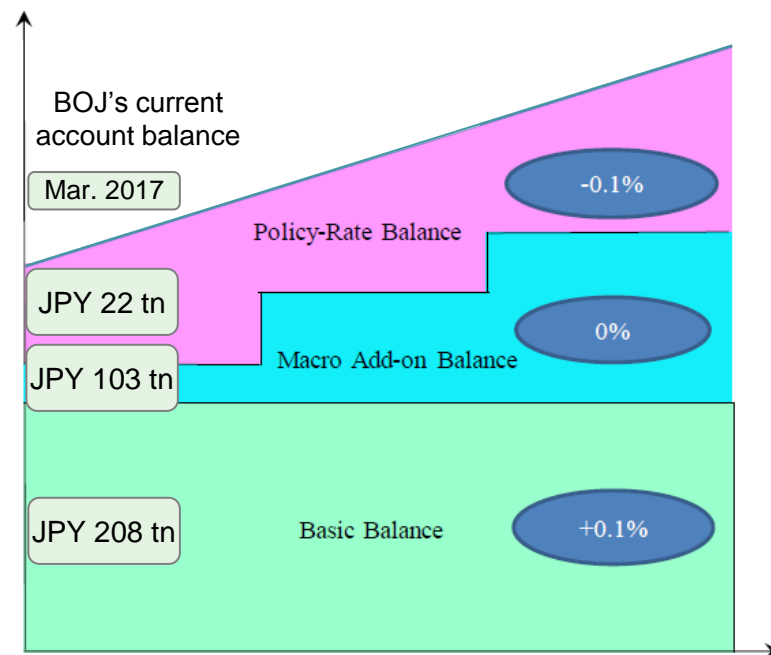 BOJ’s current
account balance
Mar. 2017
-0.1%
Policy-Rate Balance
JPY 22 tn
0%
Macro Add-on Balance
JPY 103 tn
JPY 208 tn
Basic Balance
+0.1%